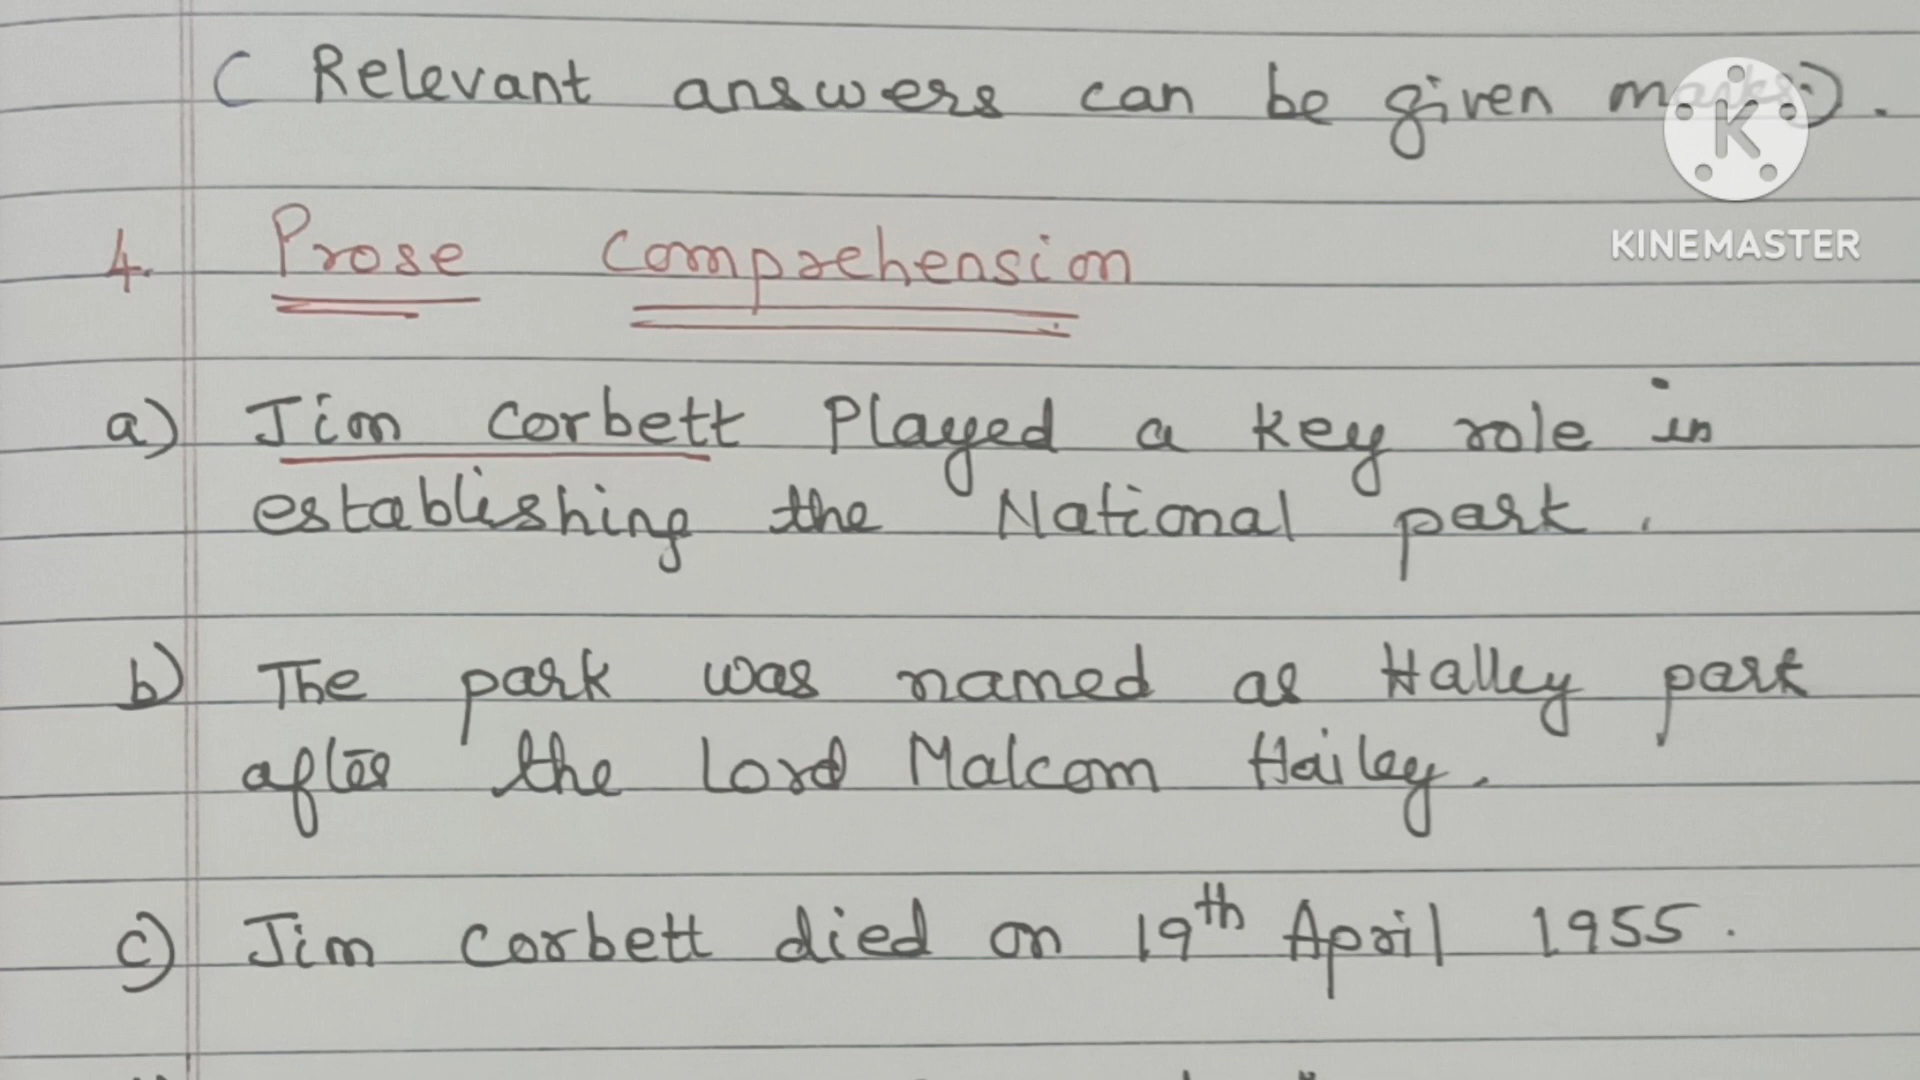 ( Relevant answers can be given marks).
K
KINEMASTER
4. Prose Comprehension
a) Jim Corbett Played a key role in
establishing the National park.
b) The park was named as Halley park
after the Lord Malcom Hailey.
c) Jim Corbett died on 19th April 1955.